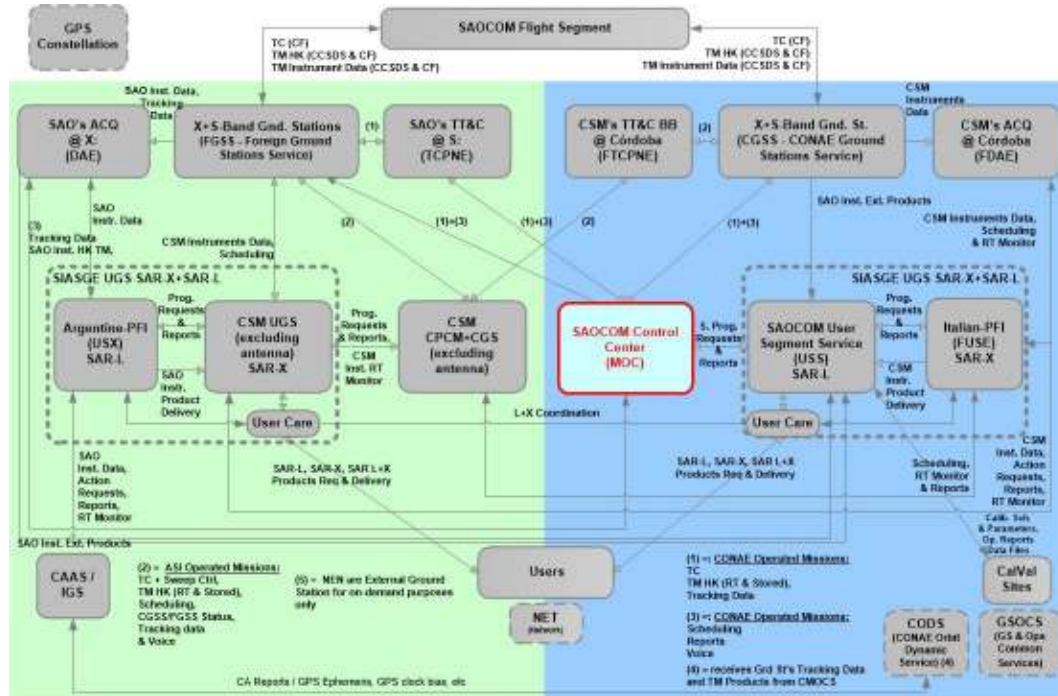 GPS
Constellation
SAOCOM Flight Segment
TC (CF)
TM HK (CCSDS & CF)
TM Instrument Data (CCSDS & CF)
TC (CF)
TM HK (CCSDS & CF)
TM Instrument Data (CCSDS & CF)
SAO Inst. Data,
Tracking
Data
CSM
Instruments
Data
SAO's ACQ
@ X:
(DAE)
X+S-Band Gnd. Stations
(FGSS - Foreign Ground
Stations Service)
(1)
SAO's TT&C
@ S:
(TCPNE)
CSM's TT&C BB
@ Córdoba
(FTCPNE)
(2)
X+S-Band Gnd. St.
(CGSS - CONAE Ground
Stations Service)
CSM's ACQ
@ Córdoba
(FDAE)
SAO
Instr. Data
SAO Inst. Ext. Products
(3)
Tracking Data
SAO Inst. HK TM,
CSM Instruments Data,
Scheduling
(2)
(1)+(3)
(1)+(3)
(2)
(1)+(3)
CSM Instruments Data,
Scheduling
& RT Monitor
SIASGE UGS SAR-X+SAR-L
SIASGE UGS SAR-X+SAR-L
Argentine-PFI
(USX)
SAR-L
Prog.
Requests
&
Reports
SAO
Instr.
Product
Delivery
CSM UGS
(excluding
antenna)
SAR-X
Prog.
Requests
& Reports,
CSM
Inst. RT
Monitor
CSM
CPCM+CGS
(excluding
antenna)
SAOCOM Control
Center
(MOC)
S. Prog.
Requests
&
Reports
SAOCOM User
Segment Service
(USS)
SAR-L
Prog.
Requests
&
Reports
CSM
Instr.
Product
Delivery
Italian-PFI
(FUSE)
SAR-X
User Care
L+X Coordination
User Care
SAO
Inst. Data,
Action
Requests,
Reports,
RT Monitor
SAR-L, SAR-X, SAR L+X
Products Req & Delivery
SAR-L, SAR-X, SAR L+X
Products Req & Delivery
Scheduling,
RT Monitor
& Reports
CSM
Inst. Data,
Action
Requests,
Reports,
RT Monitor
SAO Inst. Ext. Products
& Parameters,
Op. Reports
Data Files
CAAS /
IGS
(2) = ASI Operated Missions:
TC + Sweep Ctrl,
TM HK (RT & Stored),
Scheduling,
CGSS/FGSS Status,
Tracking data
& Voice
(5) = NEN are External Ground
Station for on-demand purposes
only
Users
NET
(Network)
(1) =: CONAE Operated Missions:
TC
TM HK (RT & Stored),
Tracking Data
(3) =: CONAE Operated Missions:
Scheduling
Reports
Voice
(4) = receives Grd St's Tracking Data
and TM Products from CMOCS
CalVal
Sites
CODS
(CONAE Orbit
Dynamic
Service) (4)
GSOCS
(GS & Ops
Common
Services)
CA Reports / GPS Ephemeris, GPS clock bias, etc